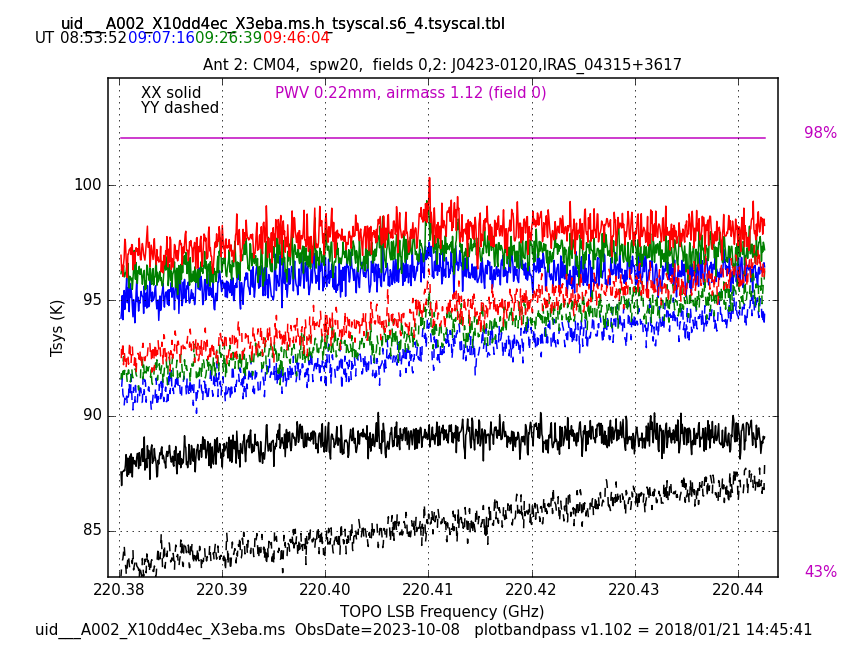 uid___A002_X10dd4ec_X3eba.ms.h_tsyscal.s6_4.tsyscal.tbl
UT 08:53:52 09:07:16 09:26:39 09:46:04
Ant 2: CM04,  spw20,  fields 0,2: J0423-0120,IRAS_04315+3617
XX solid
PWV 0.22mm, airmass 1.12 (field 0)
YY dashed
98%
100
95
90
85
Tsys (K)
43%
220.38 220.39 220.40 220.41 220.42 220.43 220.44
TOPO LSB Frequency (GHz)
uid___A002_X10dd4ec_X3eba.ms  ObsDate=2023-10-08   plotbandpass v1.102 = 2018/01/21 14:45:41